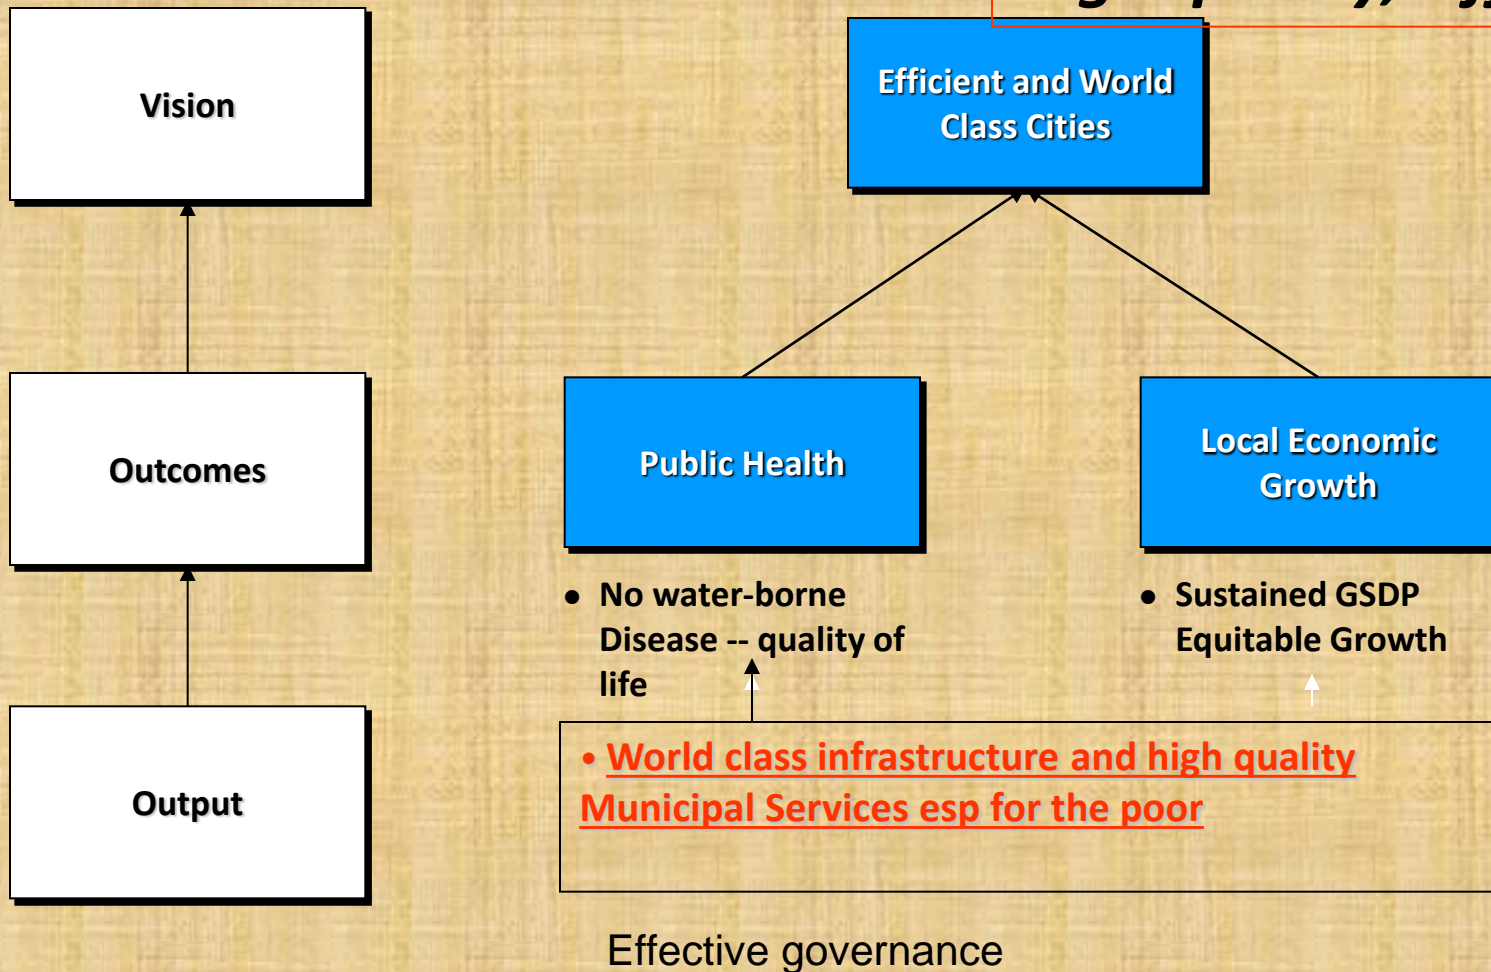 Vision
Efficient and World
Class Cities
Outcomes
Public Health
Local Economic
Growth
● No water-borne
Disease -- quality of
life
● Sustained GSDP
Equitable Growth
Output
• World class infrastructure and high quality
Municipal Services esp for the poor
Effective governance